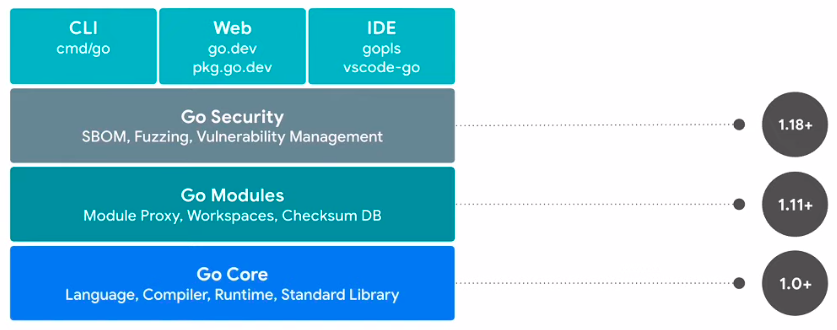 CLI
cmd/go
Web
go.dev
pkg.go.dev
IDE
gopls
vscode-go
Go Security
SBOM, Fuzzing, Vulnerability Management
1.18+
Go Modules
Module Proxy, Workspaces, Checksum DB
1.11+
Go Core
Language, Compiler, Runtime, Standard Library
1.0+